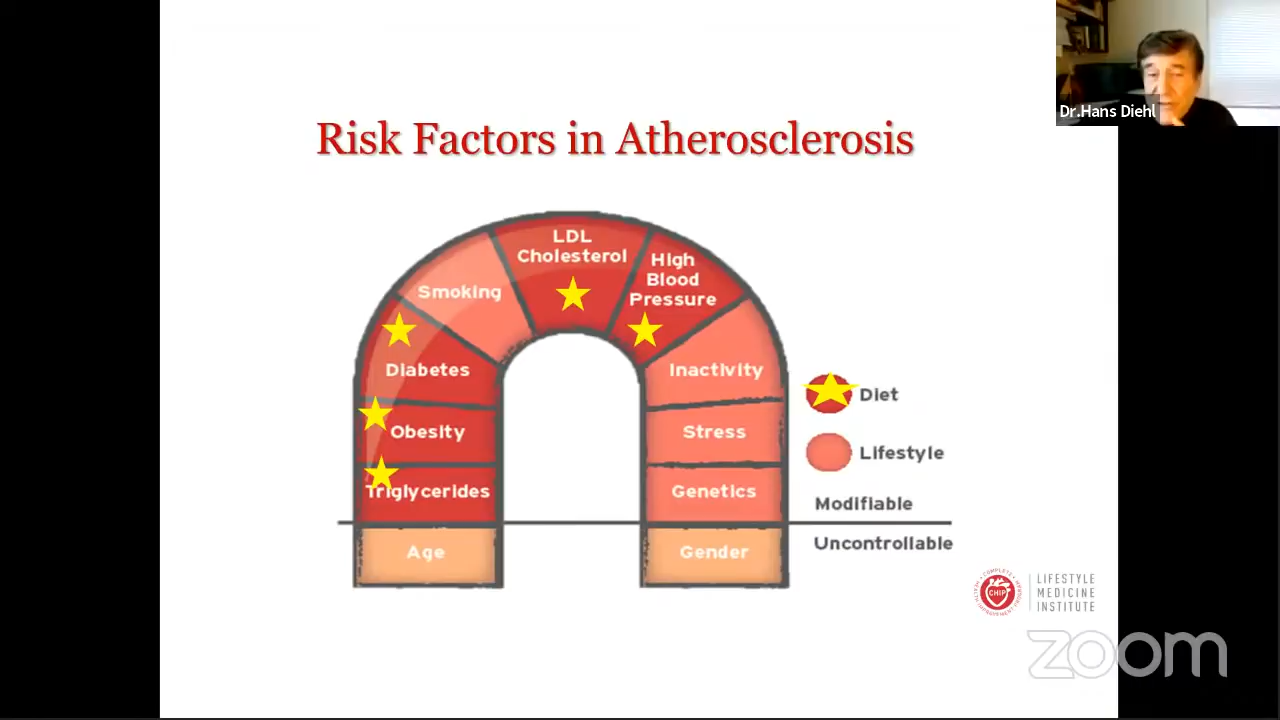 Dr.Hans Diehl
Risk Factors in Atherosclerosis
LDL
Cholesterol
High
Blood
Pressure
Smoking
Diabetes
Inactivity
Diet
Obesity
Stress
Lifestyle
Triglycerides
Genetics
Modifiable
Age
Gender
Uncontrollable
CHIP
LIFESTYLE
MEDICINE
INSTITUTE
zoom